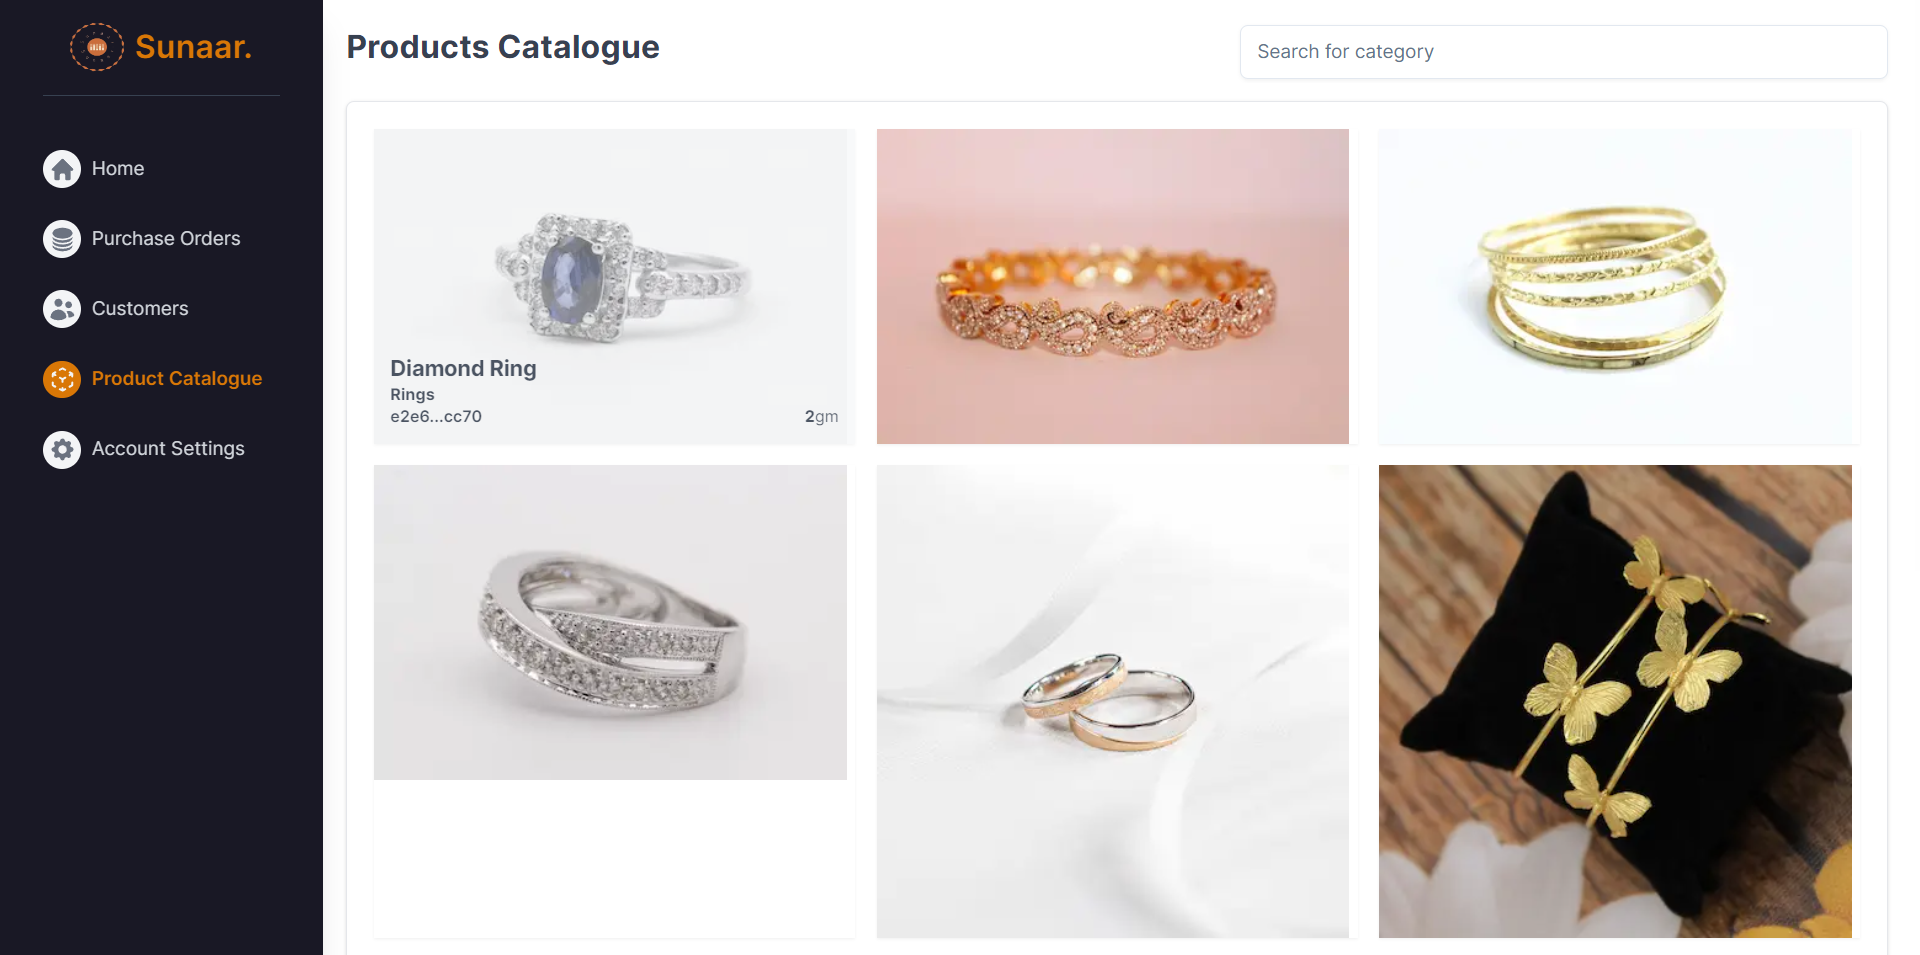 Sunaar.
Home
Purchase Orders
Customers
Product Catalogue
Account Settings
Products Catalogue
Search for category
Diamond Ring
Rings
e2e6...cc70
2gm